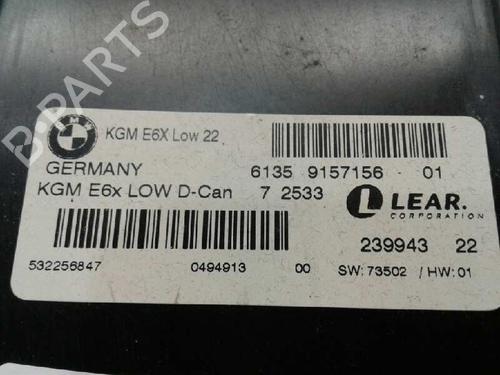 B-PARTS
BMW
KGM E6X Low 22
GERMANY 6135 9157156 01
KGM E6x LOW D-Can 7 2533
L LEAR.
CORPORATION
239943 22
532256847 0494913 00 SW: 73502 / HW: 01